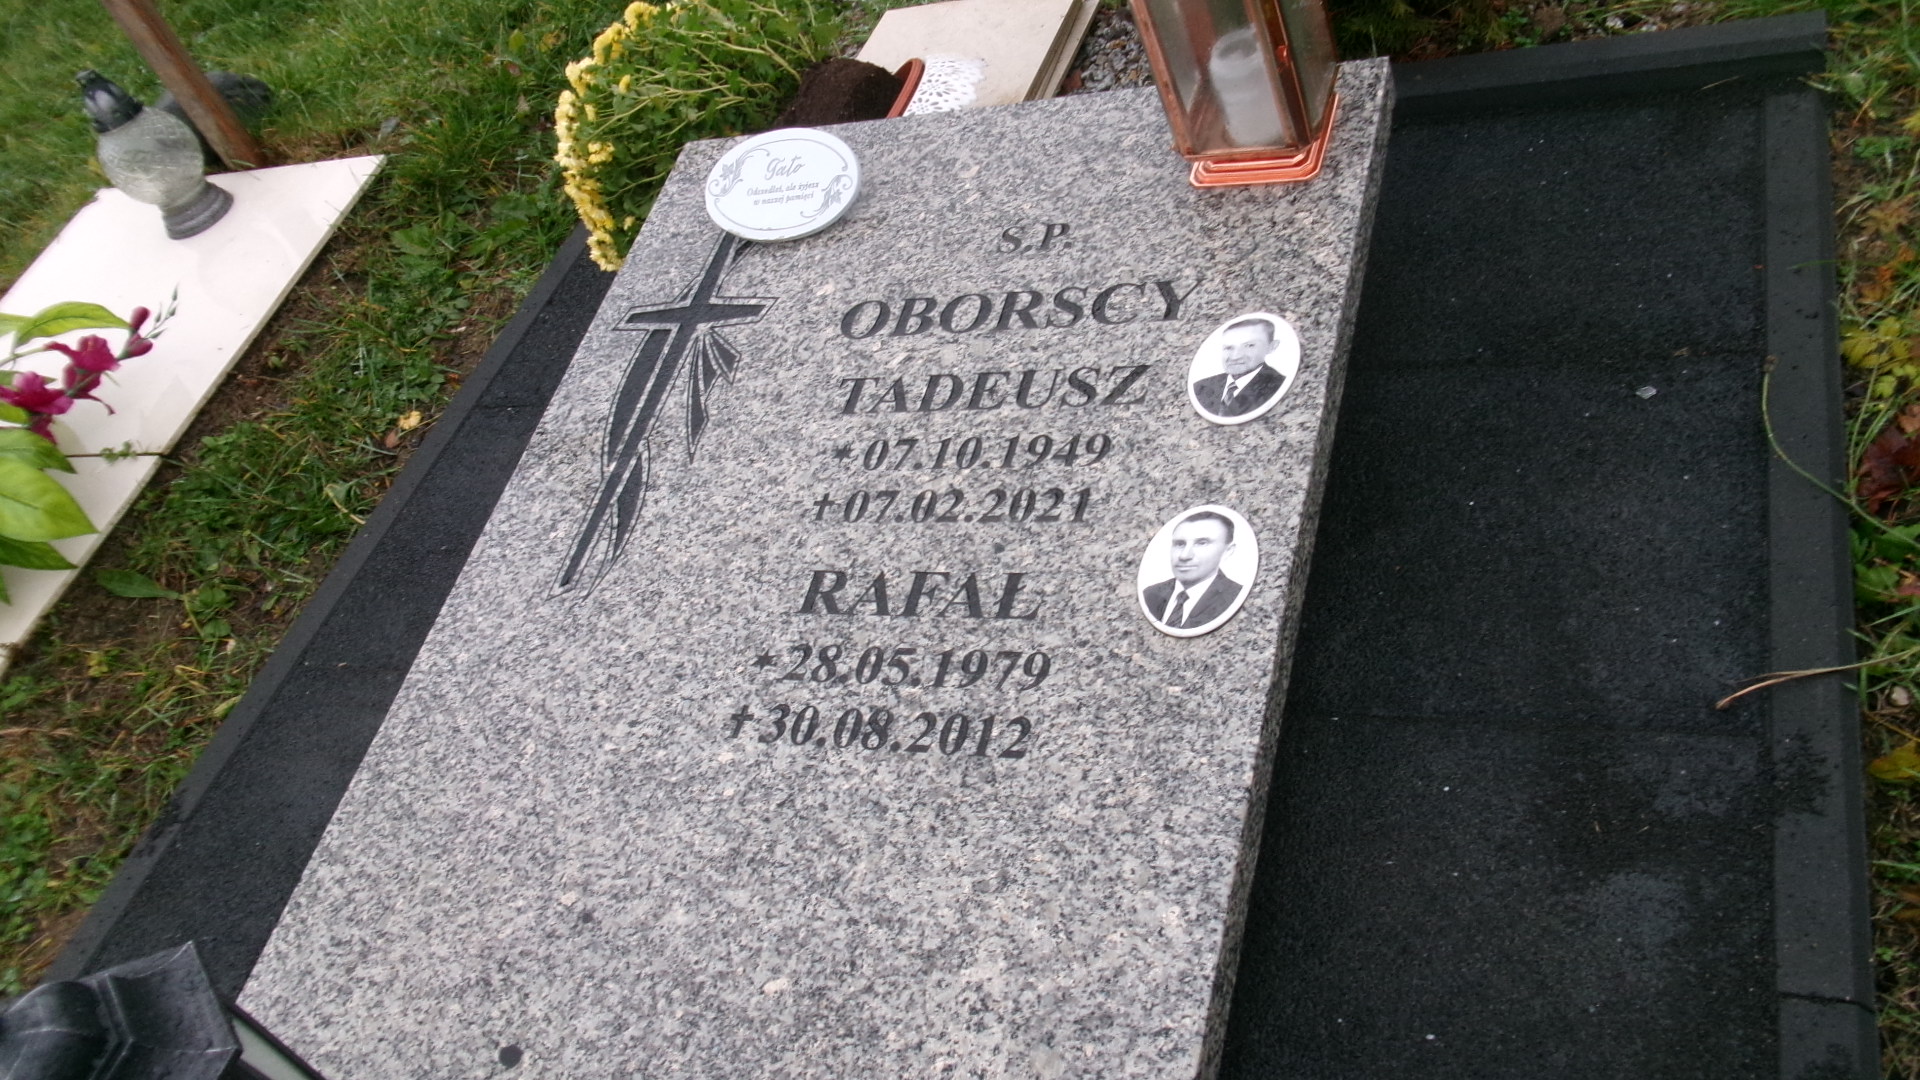 Tato
Odszedłeś, ale żyjesz
w naszej pamięci
Ś.P.
OBORSCY
TADEUSZ
*07.10.1949
✝07.02.2021
RAFAŁ
*28.05.1979
✝30.08.2012